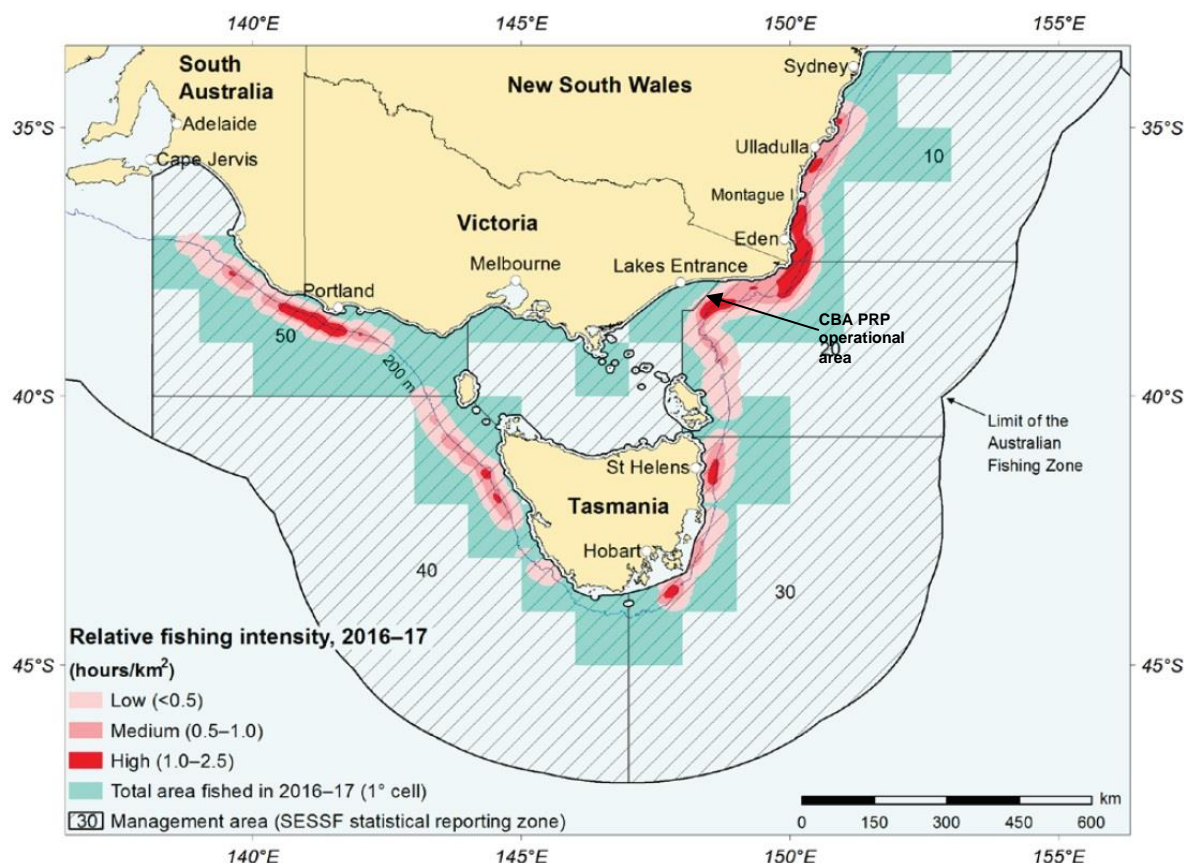 140°E 145°E 150°E 155°E
South
Australia
New South Wales
Sydney
35°S
35°S
Adelaide
Cape Jervis
Ulladulla
10
Montague I
Victoria
Eden
Melbourne
Lakes Entrance
Portland
CBA PRP
operational
area
20
50
200 m
40°S
40°S
Limit of the
Australian
Fishing Zone
St Helens
Tasmania
Hobart
40
30
Relative fishing intensity, 2016–17
(hours/km²)
45°S
45°S
Low (<0.5)
Medium (0.5–1.0)
High (1.0–2.5)
Total area fished in 2016–17 (1° cell)
30 Management area (SESSF statistical reporting zone)
km
0 150 300 450 600
140°E 145°E 150°E 155°E